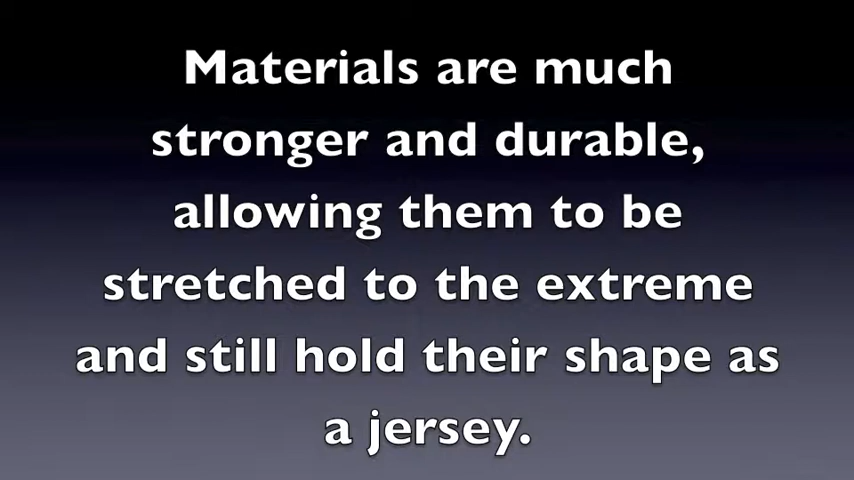 Materials are much
stronger and durable,
allowing them to be
stretched to the extreme
and still hold their shape as
a jersey.